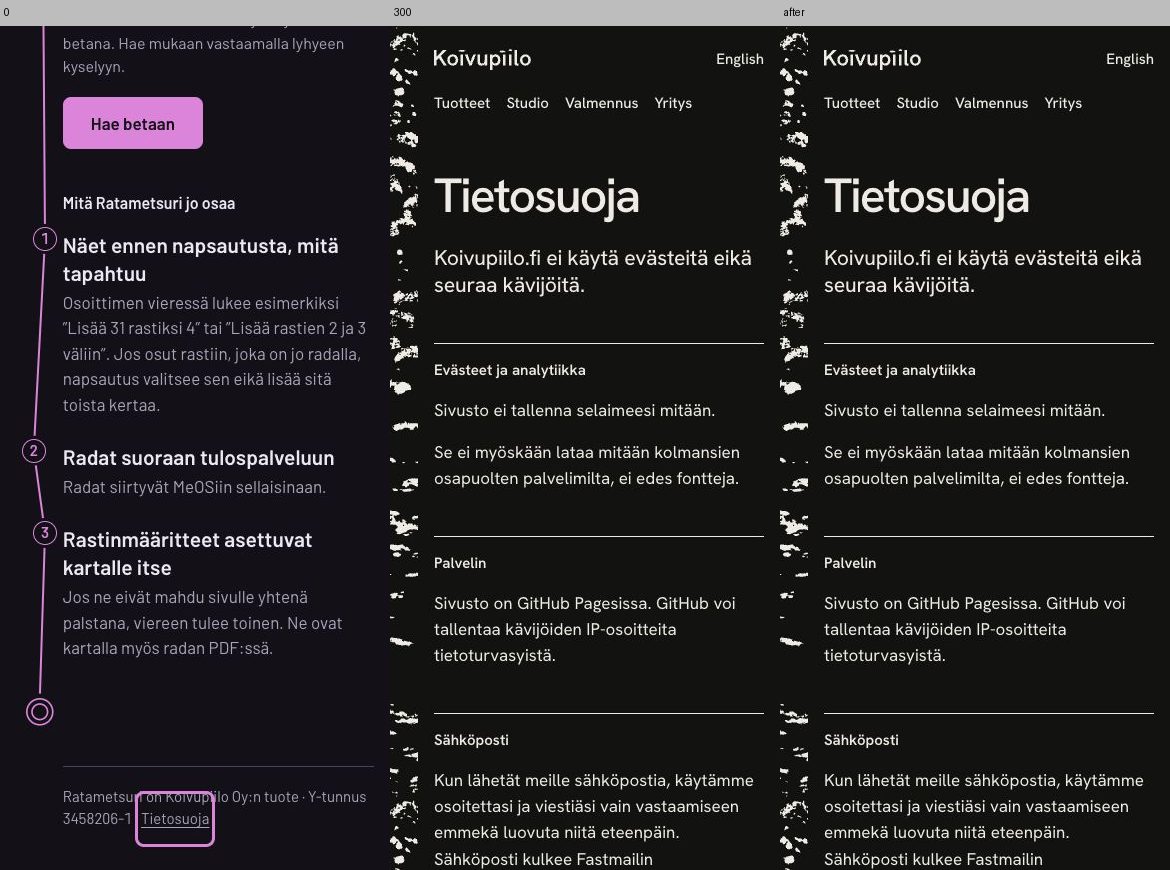 0
300
after
betana. Hae mukaan vastaamalla lyhyeen
kyselyyn.
Hae betaan
Mitä Ratametsuri jo osaa
1
Näet ennen napsautusta, mitä
tapahtuu
Osoittimen vieressä lukee esimerkiksi
”Lisää 31 rastiksi 4” tai ”Lisää rastien 2 ja 3
väliin”. Jos osut rastiin, joka on jo radalla,
napsautus valitsee sen eikä lisää sitä
toista kertaa.
2
Radat suoraan tulospalveluun
Radat siirtyvät MeOSiin sellaisinaan.
3
Rastinmääritteet asettuvat
kartalle itse
Jos ne eivät mahdu sivulle yhtenä
palstana, viereen tulee toinen. Ne ovat
kartalla myös radan PDF:ssä.
Ratametsuri on Koivupiilo Oy:n tuote · Y-tunnus
3458206-1
Tietosuoja
Koivupiilo
English
Tuotteet Studio Valmennus Yritys
Tietosuoja
Koivupiilo.fi ei käytä evästeitä eikä
seuraa kävijöitä.
Evästeet ja analytiikka
Sivusto ei tallenna selaimeesi mitään.
Se ei myöskään lataa mitään kolmansien
osapuolten palvelimilta, ei edes fontteja.
Palvelin
Sivusto on GitHub Pagesissa. GitHub voi
tallentaa kävijöiden IP-osoitteita
tietoturvasyistä.
Sähköposti
Kun lähetät meille sähköpostia, käytämme
osoitettasi ja viestiäsi vain vastaamiseen
emmekä luovuta niitä eteenpäin.
Sähköposti kulkee Fastmailin
Koivupiilo
English
Tuotteet Studio Valmennus Yritys
Tietosuoja
Koivupiilo.fi ei käytä evästeitä eikä
seuraa kävijöitä.
Evästeet ja analytiikka
Sivusto ei tallenna selaimeesi mitään.
Se ei myöskään lataa mitään kolmansien
osapuolten palvelimilta, ei edes fontteja.
Palvelin
Sivusto on GitHub Pagesissa. GitHub voi
tallentaa kävijöiden IP-osoitteita
tietoturvasyistä.
Sähköposti
Kun lähetät meille sähköpostia, käytämme
osoitettasi ja viestiäsi vain vastaamiseen
emmekä luovuta niitä eteenpäin.
Sähköposti kulkee Fastmailin